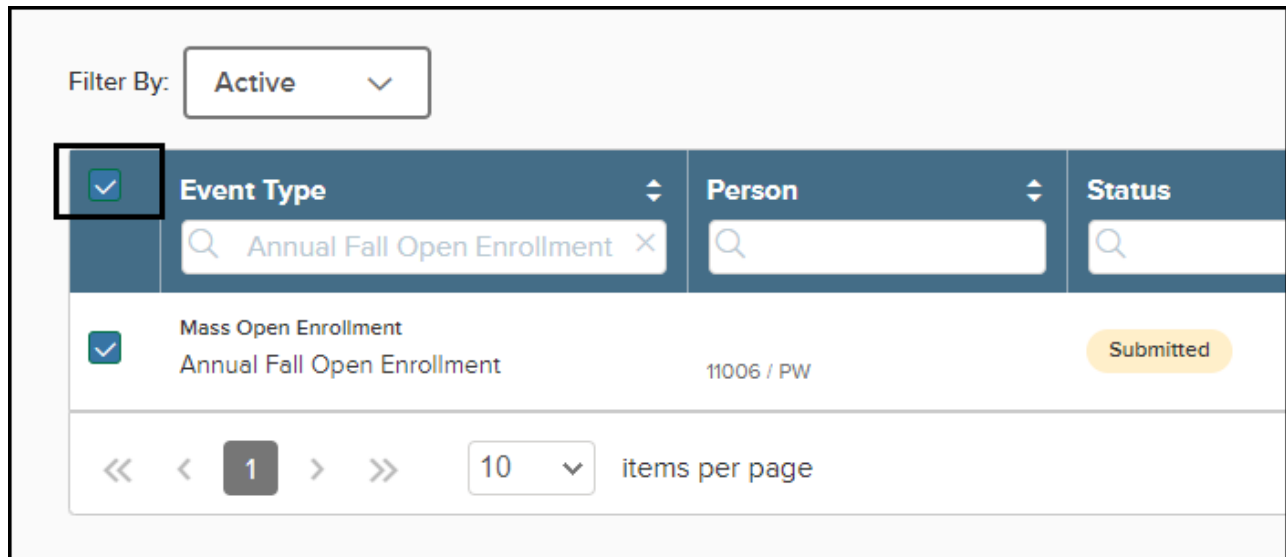 Filter By: Active
Event Type Person Status
Annual Fall Open Enrollment
Mass Open Enrollment
Annual Fall Open Enrollment
11006 / PW
Submitted
1 10 items per page